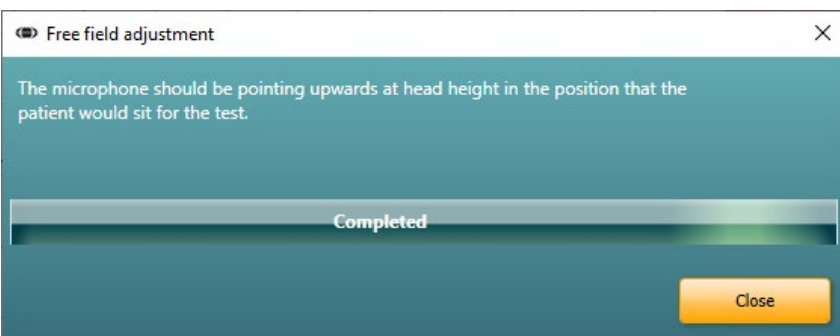 Free field adjustment
The microphone should be pointing upwards at head height in the position that the
patient would sit for the test.
Completed
Close